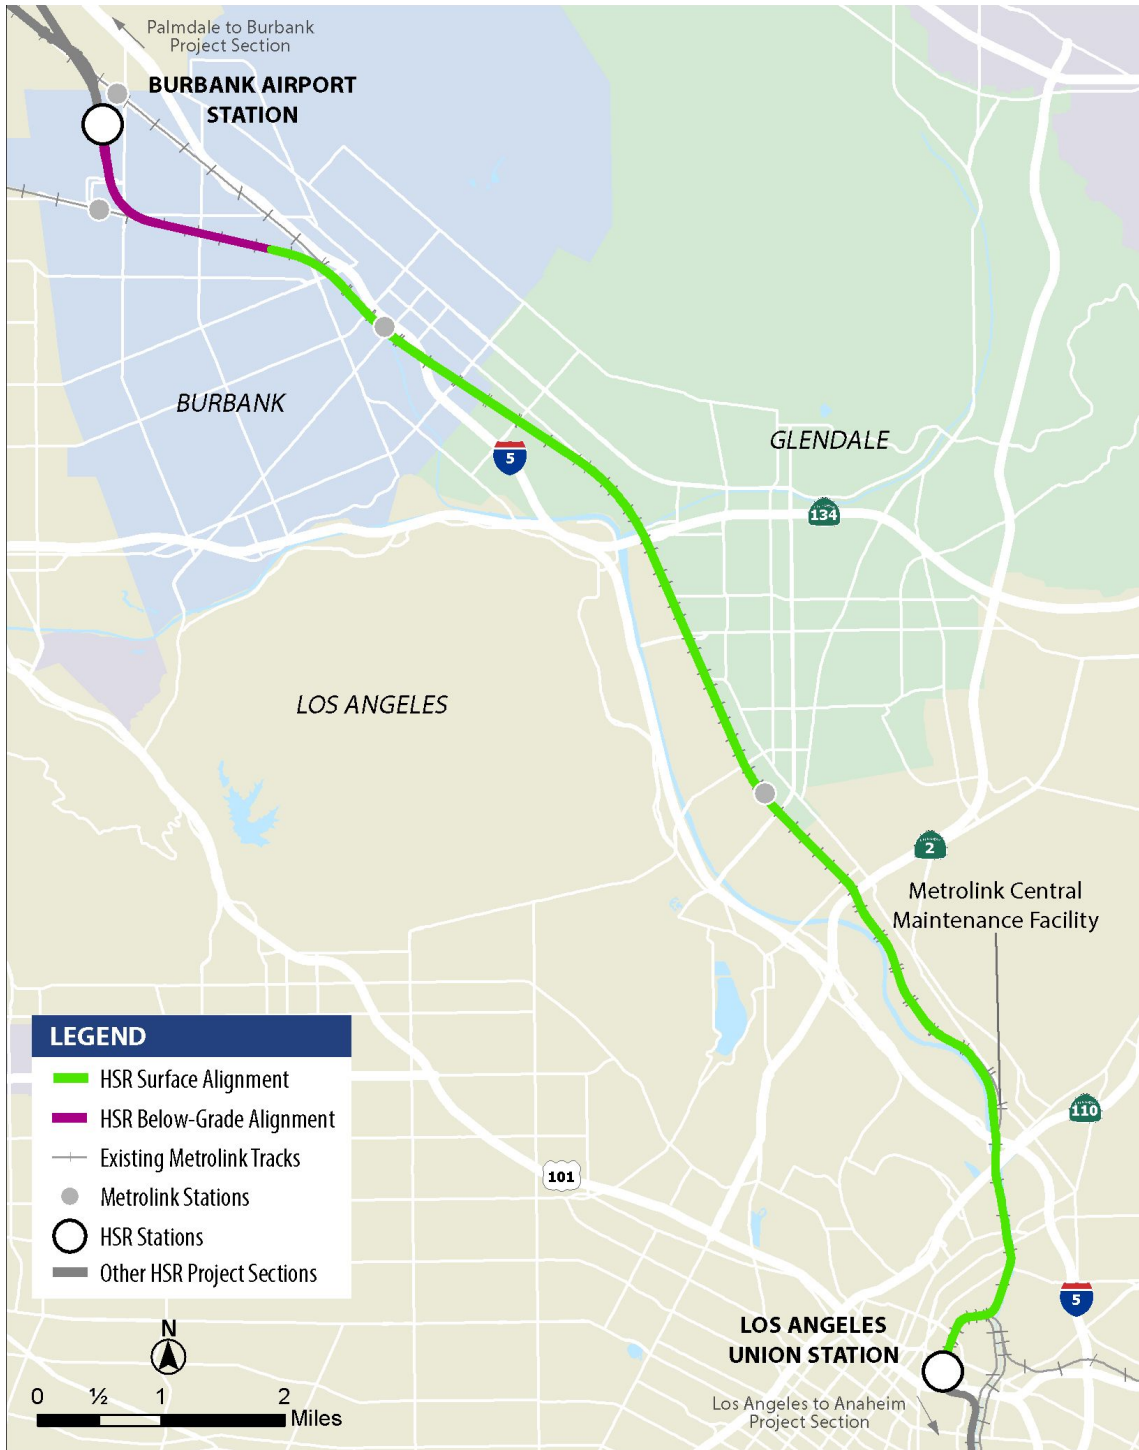 Palmdale to Burbank
Project Section
BURBANK AIRPORT
STATION
BURBANK
GLENDALE
5
134
LOS ANGELES
2
Metrolink Central
Maintenance Facility
LEGEND
HSR Surface Alignment
HSR Below-Grade Alignment
Existing Metrolink Tracks
Metrolink Stations
HSR Stations
Other HSR Project Sections
110
101
5
N
LOS ANGELES
UNION STATION
0 ½ 1 2
Miles
Los Angeles to Anaheim
Project Section